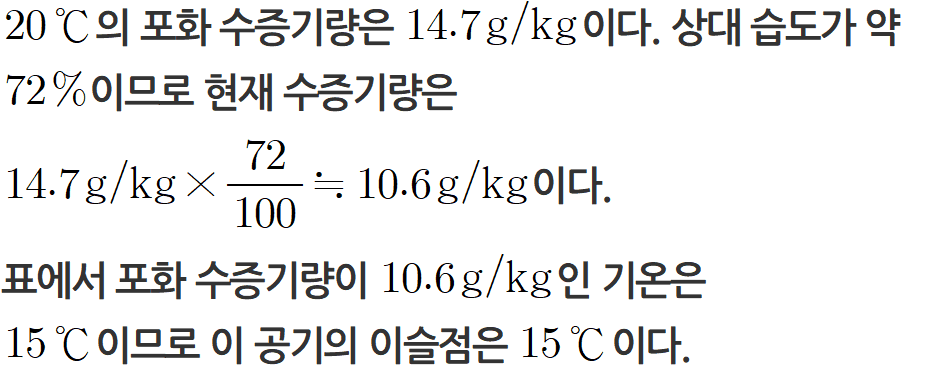 20 ℃의 포화 수증기량은 14.7 g/kg이다. 상대 습도가 약
72 %이므로 현재 수증기량은
14.7 g/kg × 72/100 ≒ 10.6 g/kg이다.
표에서 포화 수증기량이 10.6 g/kg인 기온은
15 ℃이므로 이 공기의 이슬점은 15 ℃이다.